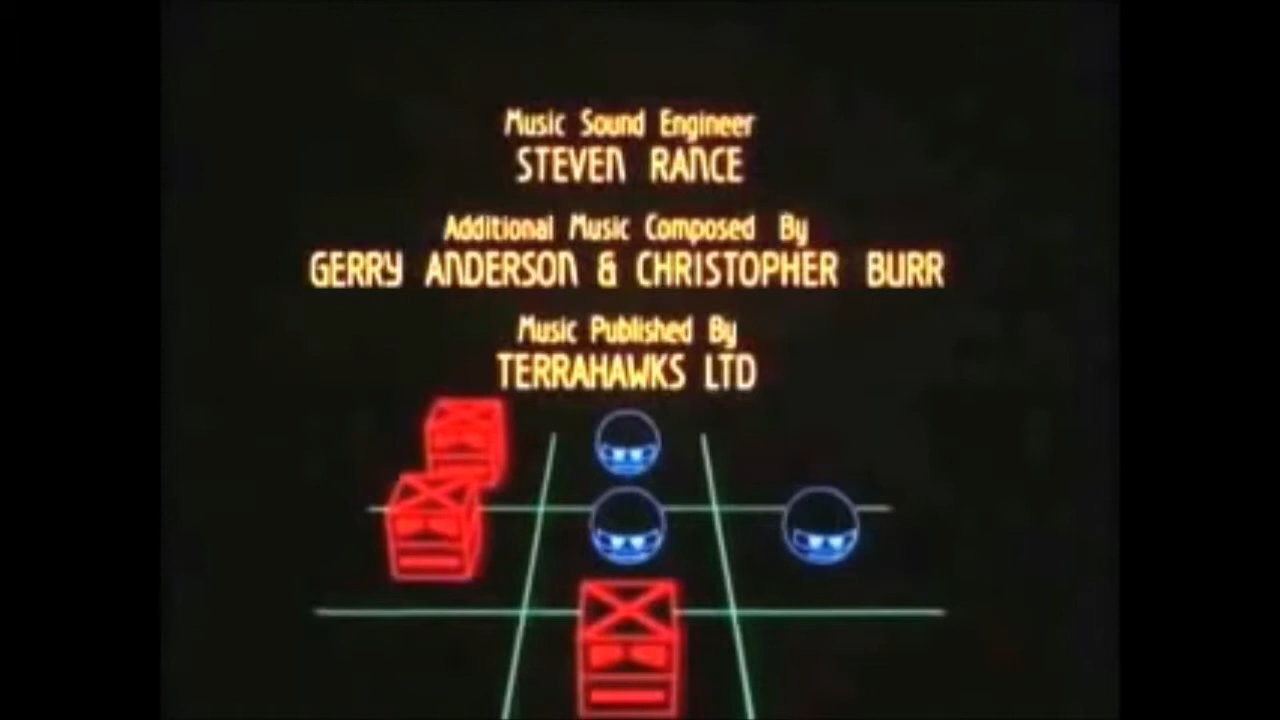 Music Sound Engineer
STEVEN RANCE
Additional Music Composed By
GERRY ANDERSON & CHRISTOPHER BURR
Music Published By
TERRAHAWKS LTD